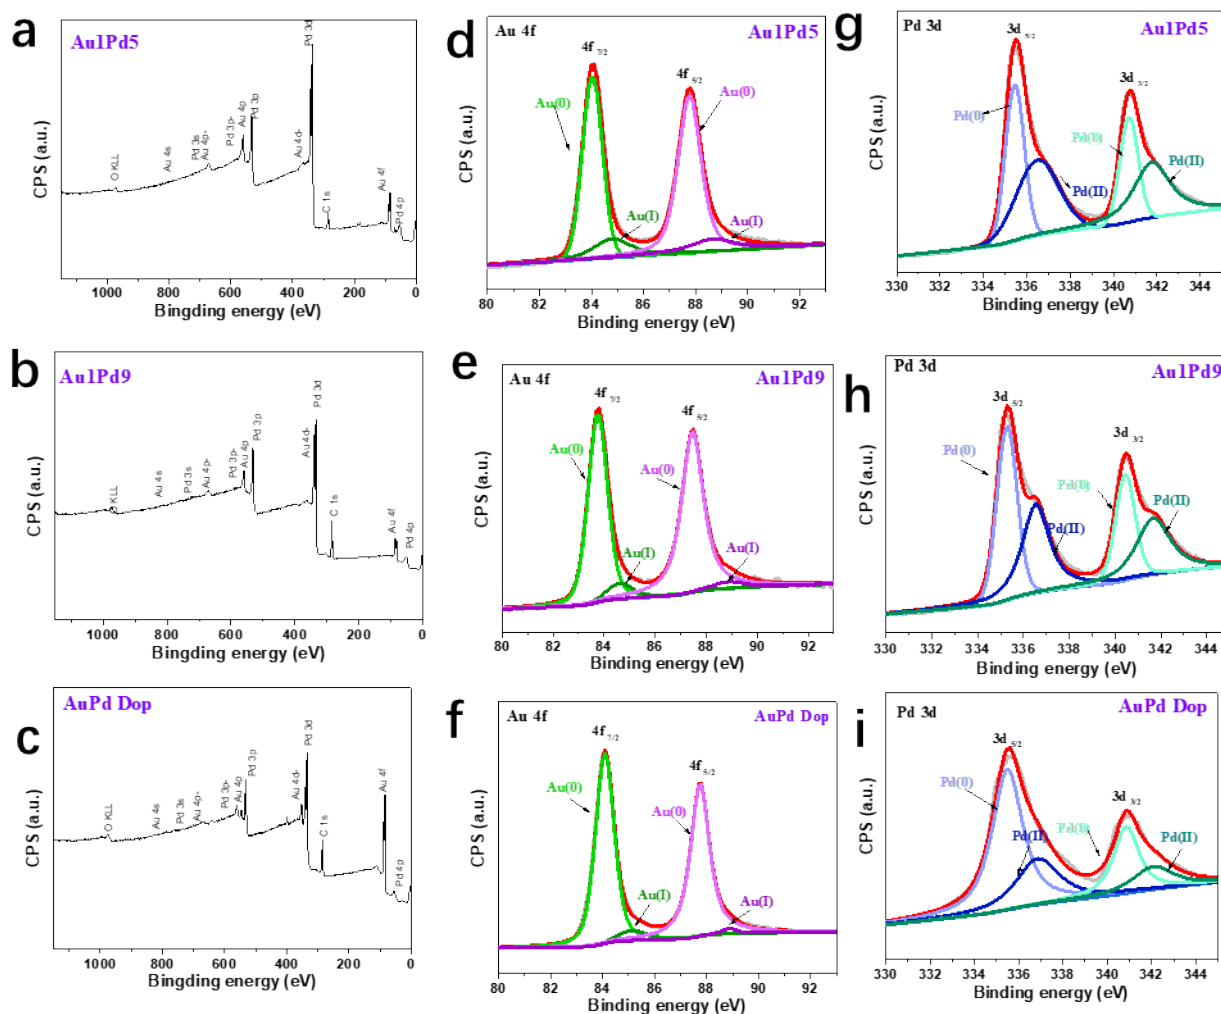 a
Au1Pd5
CPS (a.u.)
O KLL
Au 4s
Pd 3s
Au 4p-
Pd 3p-
Au 4p
Pd 3p
Au 4d-
Pd 3d
C 1s
Au 4f
Pd 4p
1000 800 600 400 200 0
Bingding energy (eV)
d
Au 4f
Au1Pd5
4f 7/2
4f 5/2
Au(0)
Au(0)
Au(I)
Au(I)
CPS (a.u.)
80 82 84 86 88 90 92
Binding energy (eV)
g
Pd 3d
Au1Pd5
3d 5/2
3d 3/2
Pd(0)
Pd(0)
Pd(II)
Pd(II)
CPS (a.u.)
330 332 334 336 338 340 342 344
Binding energy (eV)
b
Au1Pd9
CPS (a.u.)
O KLL
Au 4s
Pd 3s
Au 4p-
Pd 3p-
Au 4p
Pd 3p
Au 4d-
Pd 3d
C 1s
Au 4f
Pd 4p
1000 800 600 400 200 0
Bingding energy (eV)
e
Au 4f
Au1Pd9
4f 7/2
4f 5/2
Au(0)
Au(0)
Au(I)
Au(I)
CPS (a.u.)
80 82 84 86 88 90 92
Binding energy (eV)
h
Pd 3d
Au1Pd9
3d 5/2
3d 3/2
Pd(0)
Pd(0)
Pd(II)
Pd(II)
CPS (a.u.)
330 332 334 336 338 340 342 344
Binding energy (eV)
c
AuPd Dop
CPS (a.u.)
O KLL
Au 4s
Pd 3s
Au 4p-
Pd 3p-
Au 4p
Pd 3p
Au 4d-
Pd 3d
C 1s
Au 4f
Pd 4p
1000 800 600 400 200 0
Bingding energy (eV)
f
Au 4f
AuPd Dop
4f 7/2
4f 5/2
Au(0)
Au(0)
Au(I)
Au(I)
CPS (a.u.)
80 82 84 86 88 90 92
Binding energy (eV)
i
Pd 3d
AuPd Dop
3d 5/2
3d 3/2
Pd(0)
Pd(0)
Pd(II)
Pd(II)
CPS (a.u.)
330 332 334 336 338 340 342 344
Binding energy (eV)